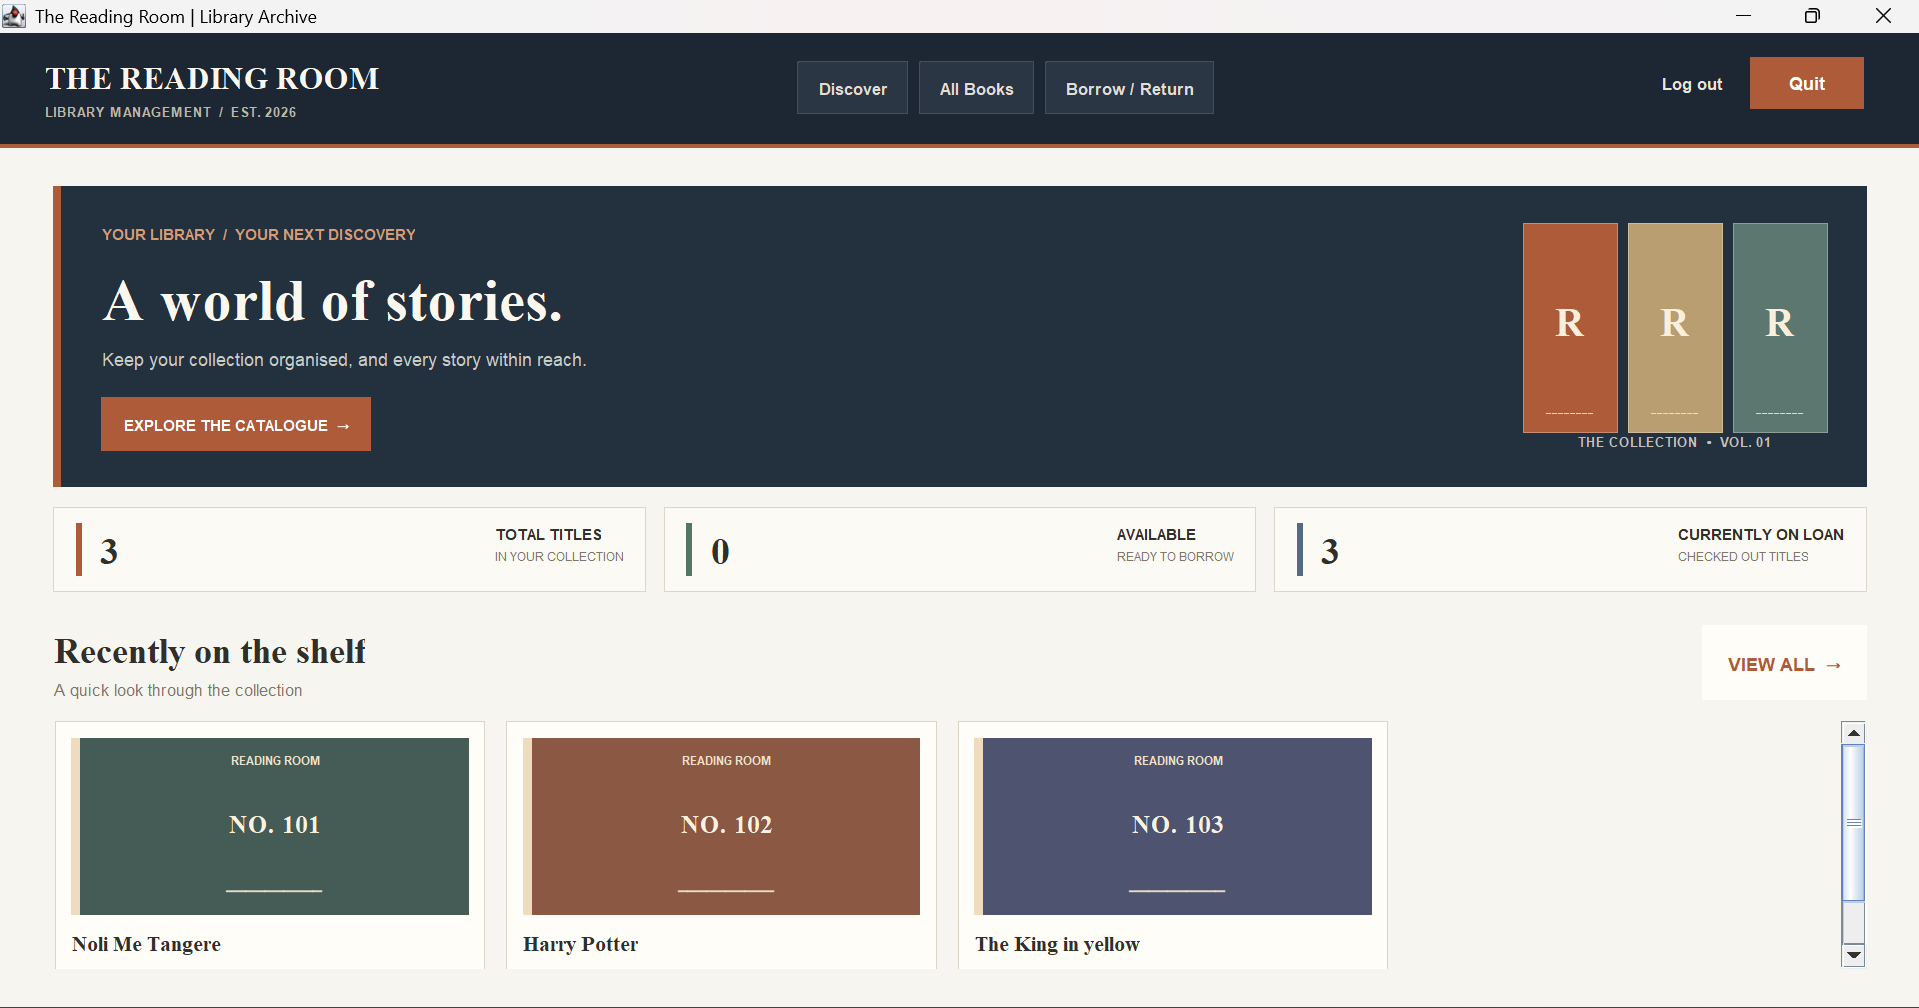 The Reading Room | Library Archive
THE READING ROOM
LIBRARY MANAGEMENT / EST. 2026
Discover
All Books
Borrow / Return
Log out
Quit
YOUR LIBRARY / YOUR NEXT DISCOVERY
A world of stories.
Keep your collection organised, and every story within reach.
EXPLORE THE CATALOGUE →
R
R
R
THE COLLECTION • VOL. 01
3
TOTAL TITLES
IN YOUR COLLECTION
0
AVAILABLE
READY TO BORROW
3
CURRENTLY ON LOAN
CHECKED OUT TITLES
Recently on the shelf
A quick look through the collection
VIEW ALL →
READING ROOM
NO. 101
Noli Me Tangere
READING ROOM
NO. 102
Harry Potter
READING ROOM
NO. 103
The King in yellow